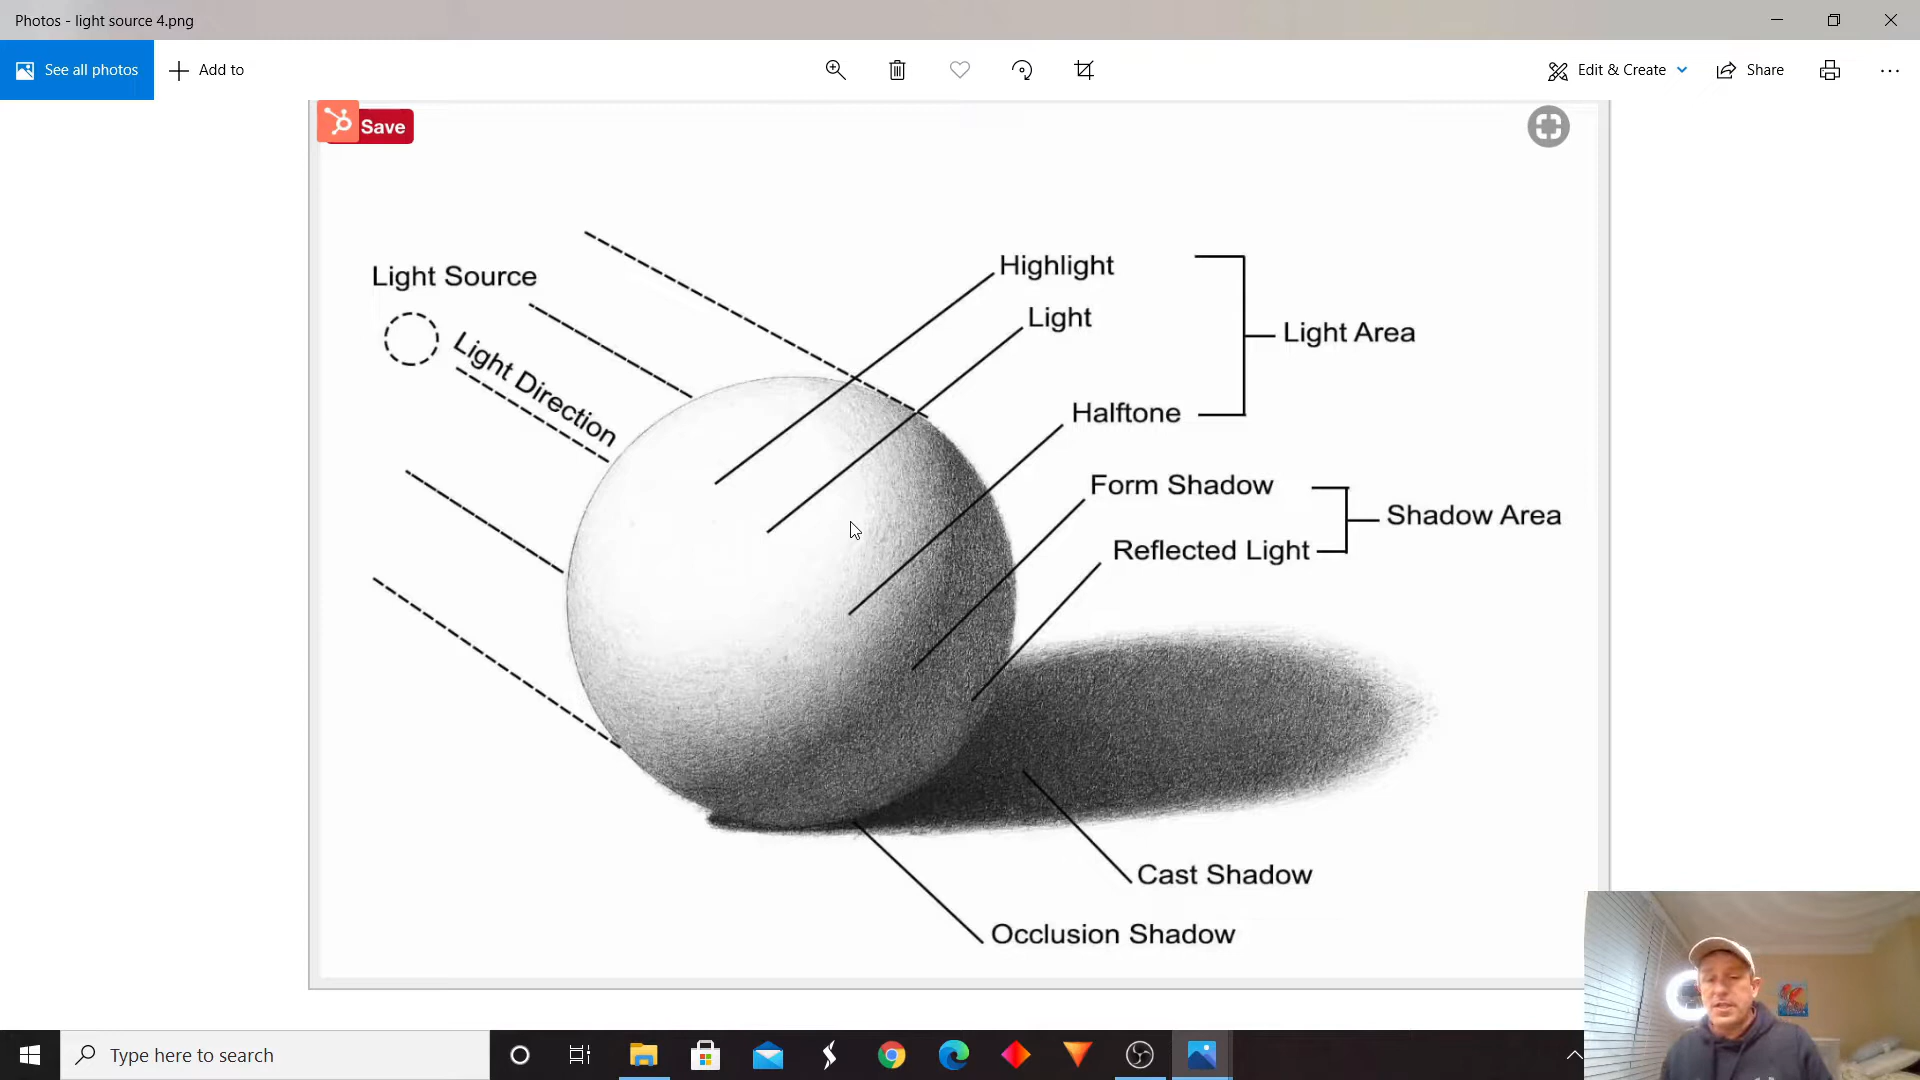 Photos - light source 4.png
See all photos
Add to
Edit & Create
Share
Save
Light Source
Light Direction
Highlight
Light
Light Area
Halftone
Form Shadow
Shadow Area
Reflected Light
Cast Shadow
Occlusion Shadow
Type here to search